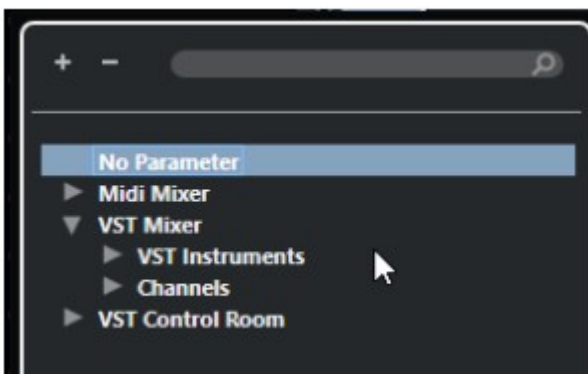 + -
No Parameter
Midi Mixer
VST Mixer
VST Instruments
Channels
VST Control Room